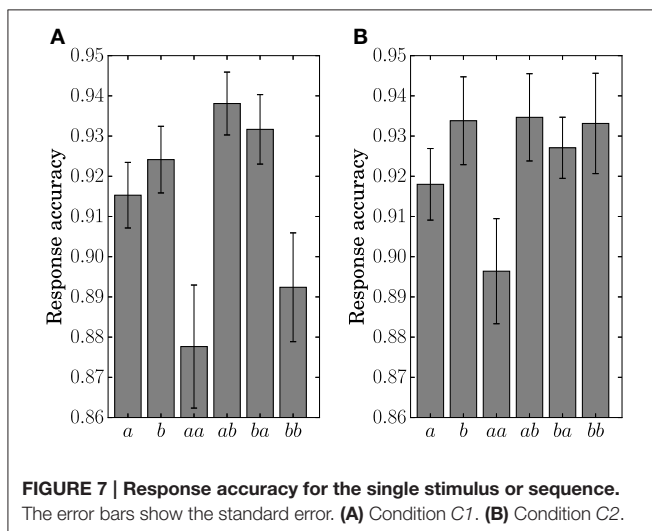 A
B
Response accuracy
0.95
0.94
0.93
0.92
0.91
0.90
0.89
0.88
0.87
0.86
a b aa ab ba bb
Response accuracy
0.95
0.94
0.93
0.92
0.91
0.90
0.89
0.88
0.87
0.86
a b aa ab ba bb
FIGURE 7 | Response accuracy for the single stimulus or sequence.
The error bars show the standard error. (A) Condition C1. (B) Condition C2.